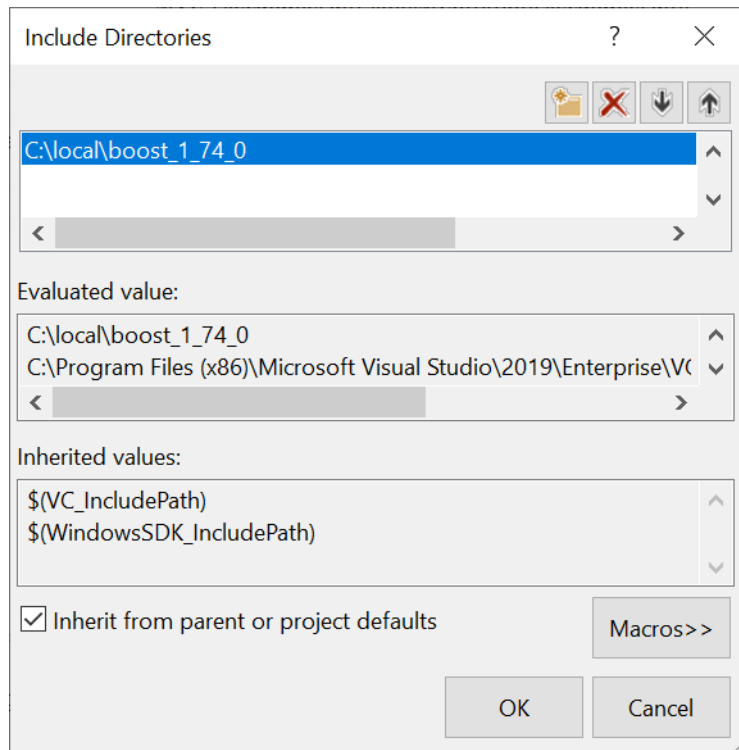 Include Directories
C:\local\boost_1_74_0
Evaluated value:
C:\local\boost_1_74_0
C:\Program Files (x86)\Microsoft Visual Studio\2019\Enterprise\VC
Inherited values:
$(VC_IncludePath)
$(WindowsSDK_IncludePath)
Inherit from parent or project defaults
Macros>>
OK
Cancel